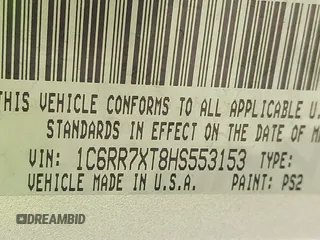 THIS VEHICLE CONFORMS TO ALL APPLICABLE U.
STANDARDS IN EFFECT ON THE DATE OF M
VIN: 1C6RR7XT8HS553153 TYPE:
VEHICLE MADE IN U.S.A. PAINT: PS2
DREAMBID